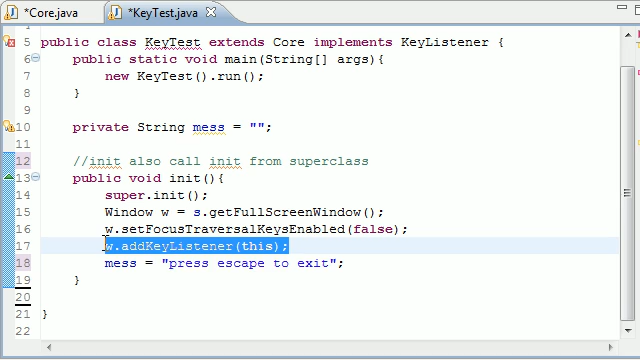 *Core.java *KeyTest.java
5 public class KeyTest extends Core implements KeyListener {
6 public static void main(String[] args){
7 new KeyTest().run();
8 }
9
10 private String mess = "";
11
12 //init also call init from superclass
13 public void init(){
14 super.init();
15 Window w = s.getFullScreenWindow();
16 w.setFocusTraversalKeysEnabled(false);
17 w.addKeyListener(this);
18 mess = "press escape to exit";
19 }
20
21 }
22